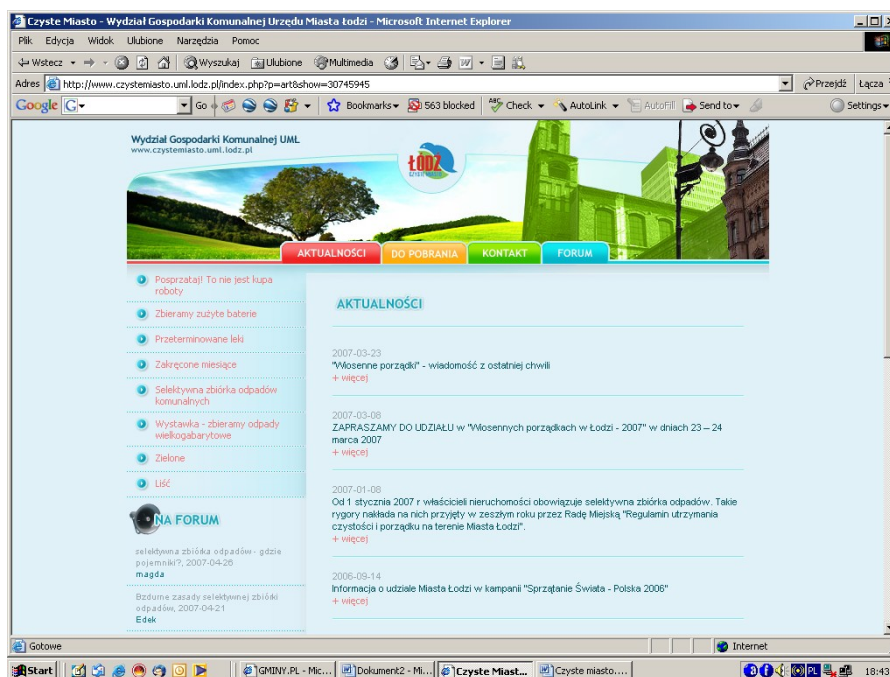 Czyste Miasto - Wydział Gospodarki Komunalnej Urzędu Miasta Łodzi - Microsoft Internet Explorer
Plik Edycja Widok Ulubione Narzędzia Pomoc
Wstecz Wyszukaj Ulubione Multimedia
Adres http://www.czystemiasto.uml.lodz.pl/index.php?p=art&show=30745945 Przejdź Łącza
Google G Go Bookmarks 563 blocked Check AutoLink AutoFill Send to Settings
Wydział Gospodarki Komunalnej UMŁ
www.czystemiasto.uml.lodz.pl
ŁÓDŹ
CZYSTE MIASTO
AKTUALNOŚCI DO POBRANIA KONTAKT FORUM
Posprzątaj! To nie jest kupa
roboty
Zbieramy zużyte baterie
Przeterminowane leki
Zakręcone miesiące
Selektywna zbiórka odpadów
komunalnych
Wystawka - zbieramy odpady
wielkogabarytowe
Zielone
Liść
NA FORUM
selektywna zbiórka odpadów - gdzie
pojemniki?, 2007-04-26
magda
Bzdurne zasady selektywnej zbiórki
odpadów, 2007-04-21
Edek
AKTUALNOŚCI
2007-03-23
"Wiosenne porządki" - wiadomość z ostatniej chwili
+ więcej
2007-03-08
ZAPRASZAMY DO UDZIAŁU w "Wiosennych porządkach w Łodzi - 2007" w dniach 23 – 24
marca 2007
+ więcej
2007-01-08
Od 1 stycznia 2007 r właścicieli nieruchomości obowiązuje selektywna zbiórka odpadów. Takie
rygory nakłada na nich przyjęty w zeszłym roku przez Radę Miejską "Regulamin utrzymania
czystości i porządku na terenie Miasta Łodzi".
+ więcej
2006-09-14
Informacja o udziale Miasta Łodzi w kampanii "Sprzątanie Świata - Polska 2006"
+ więcej
Gotowe Internet
Start GMINY.PL - Mic... Dokument2 - Mi... Czyste Miast... Czyste miasto.... PL 18:43